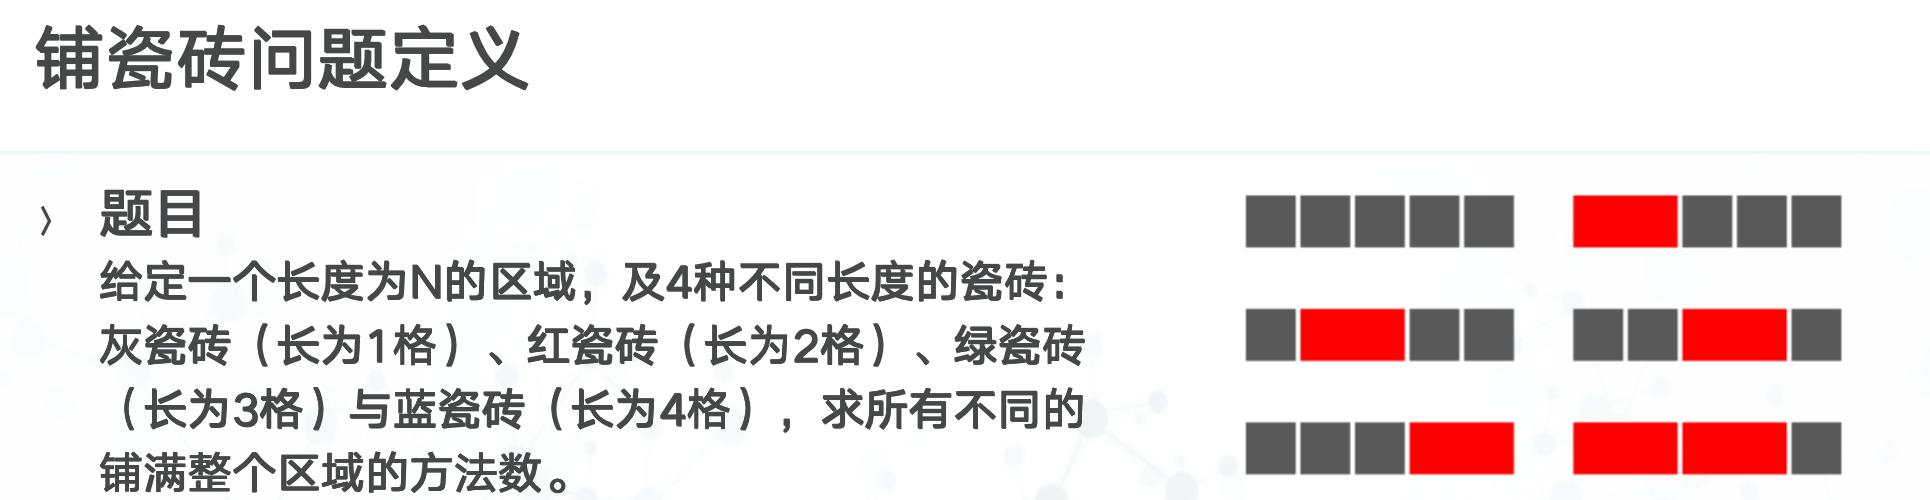 铺瓷砖问题定义
〉 题目
给定一个长度为N的区域，及4种不同长度的瓷砖：
灰瓷砖（长为1格）、红瓷砖（长为2格）、绿瓷砖
（长为3格）与蓝瓷砖（长为4格），求所有不同的
铺满整个区域的方法数。